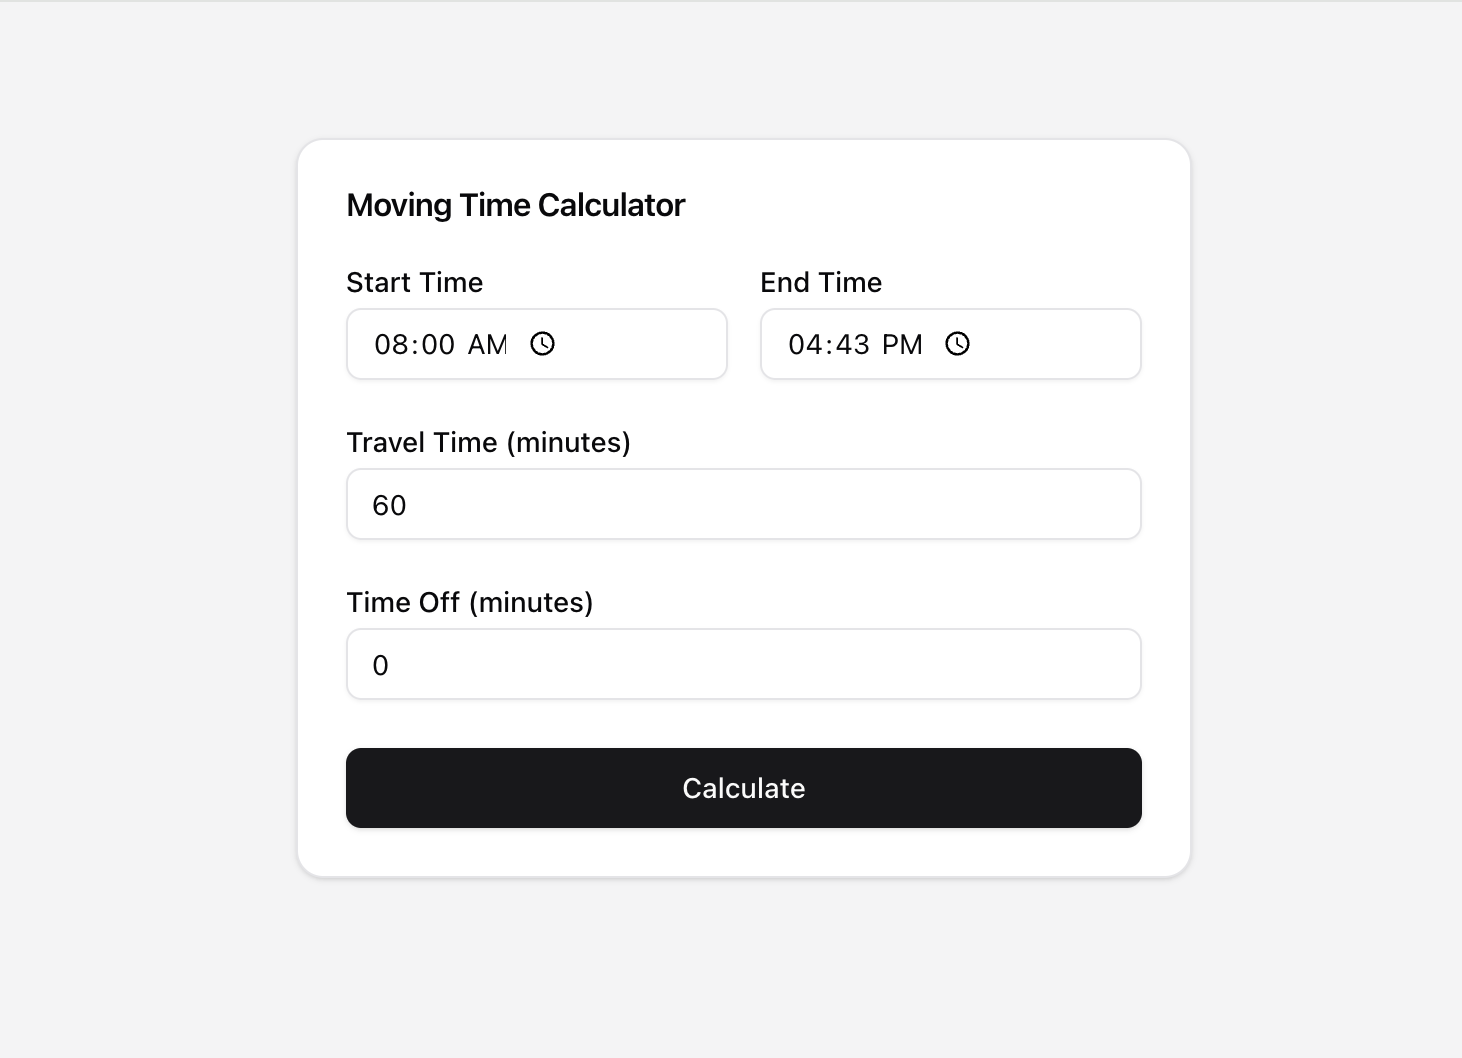 Moving Time Calculator
Start Time
End Time
08:00 AM
04:43 PM
Travel Time (minutes)
60
Time Off (minutes)
0
Calculate